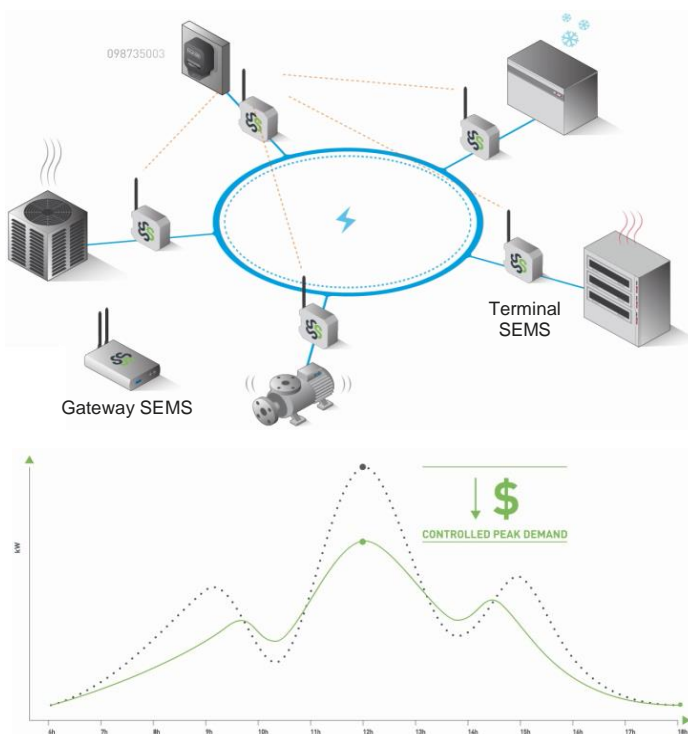 098735003
Terminal
SEMS
Gateway SEMS
$
CONTROLLED PEAK DEMAND
kW
6h 7h 8h 9h 10h 11h 12h 13h 14h 15h 16h 17h 18h